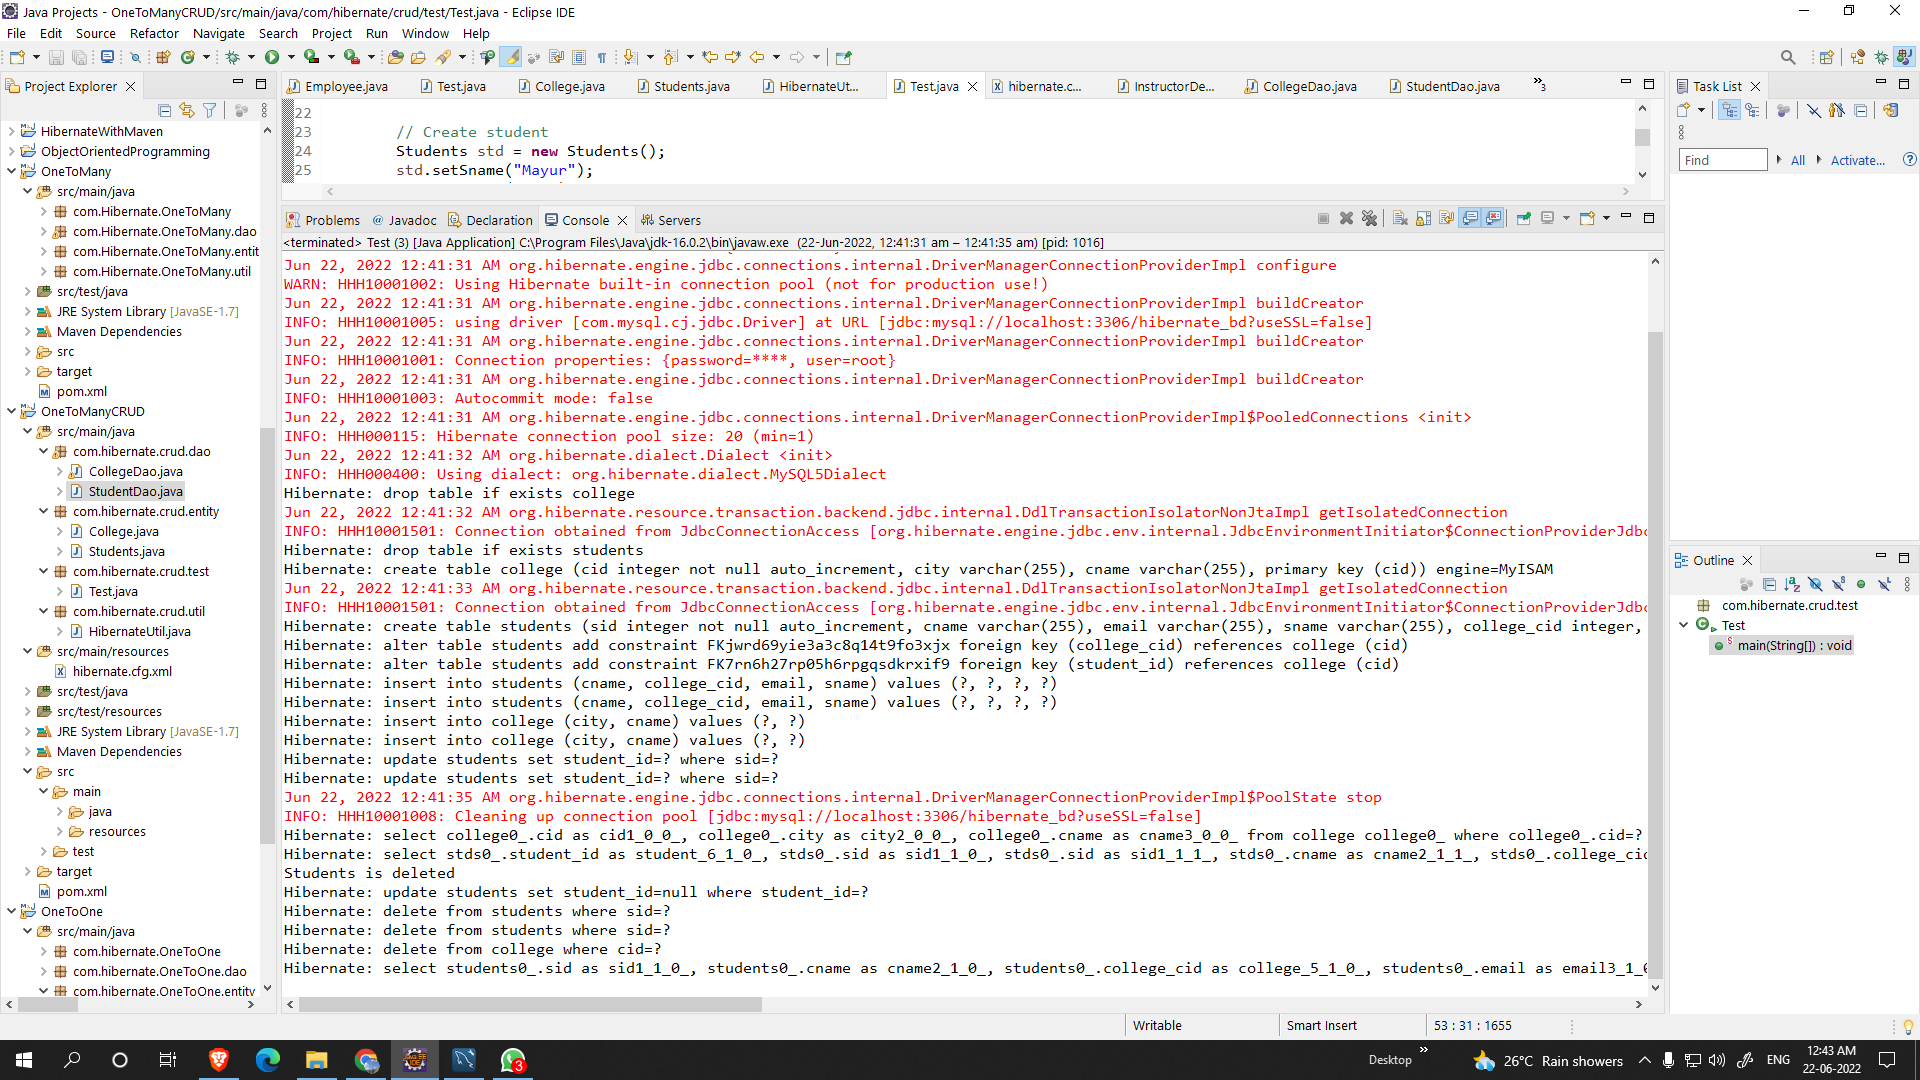 Java Projects - OneToManyCRUD/src/main/java/com/hibernate/crud/test/Test.java - Eclipse IDE
File Edit Source Refactor Navigate Search Project Run Window Help
Project Explorer
HibernateWithMaven
ObjectOrientedProgramming
OneToMany
src/main/java
com.Hibernate.OneToMany
com.Hibernate.OneToMany.dao
com.Hibernate.OneToMany.entit
com.Hibernate.OneToMany.util
src/test/java
JRE System Library [JavaSE-1.7]
Maven Dependencies
src
target
pom.xml
OneToManyCRUD
src/main/java
com.hibernate.crud.dao
CollegeDao.java
StudentDao.java
com.hibernate.crud.entity
College.java
Students.java
com.hibernate.crud.test
Test.java
com.hibernate.crud.util
HibernateUtil.java
src/main/resources
hibernate.cfg.xml
src/test/java
src/test/resources
JRE System Library [JavaSE-1.7]
Maven Dependencies
src
main
java
resources
test
target
pom.xml
OneToOne
src/main/java
com.hibernate.OneToOne
com.hibernate.OneToOne.dao
com.hibernate.OneToOne.entity
Employee.java Test.java College.java Students.java HibernateUt... Test.java hibernate.c... InstructorDe... CollegeDao.java StudentDao.java »3
22
23 // Create student
24 Students std = new Students();
25 std.setSname("Mayur");
Problems @ Javadoc Declaration Console Servers
<terminated> Test (3) [Java Application] C:\Program Files\Java\jdk-16.0.2\bin\javaw.exe (22-Jun-2022, 12:41:31 am – 12:41:35 am) [pid: 1016]
Jun 22, 2022 12:41:31 AM org.hibernate.engine.jdbc.connections.internal.DriverManagerConnectionProviderImpl configure
WARN: HHH10001002: Using Hibernate built-in connection pool (not for production use!)
Jun 22, 2022 12:41:31 AM org.hibernate.engine.jdbc.connections.internal.DriverManagerConnectionProviderImpl buildCreator
INFO: HHH10001005: using driver [com.mysql.cj.jdbc.Driver] at URL [jdbc:mysql://localhost:3306/hibernate_bd?useSSL=false]
Jun 22, 2022 12:41:31 AM org.hibernate.engine.jdbc.connections.internal.DriverManagerConnectionProviderImpl buildCreator
INFO: HHH10001001: Connection properties: {password=****, user=root}
Jun 22, 2022 12:41:31 AM org.hibernate.engine.jdbc.connections.internal.DriverManagerConnectionProviderImpl buildCreator
INFO: HHH10001003: Autocommit mode: false
Jun 22, 2022 12:41:31 AM org.hibernate.engine.jdbc.connections.internal.DriverManagerConnectionProviderImpl$PooledConnections <init>
INFO: HHH000115: Hibernate connection pool size: 20 (min=1)
Jun 22, 2022 12:41:32 AM org.hibernate.dialect.Dialect <init>
INFO: HHH000400: Using dialect: org.hibernate.dialect.MySQL5Dialect
Hibernate: drop table if exists college
Jun 22, 2022 12:41:32 AM org.hibernate.resource.transaction.backend.jdbc.internal.DdlTransactionIsolatorNonJtaImpl getIsolatedConnection
INFO: HHH10001501: Connection obtained from JdbcConnectionAccess [org.hibernate.engine.jdbc.env.internal.JdbcEnvironmentInitiator$ConnectionProviderJdbc
Hibernate: drop table if exists students
Hibernate: create table college (cid integer not null auto_increment, city varchar(255), cname varchar(255), primary key (cid)) engine=MyISAM
Jun 22, 2022 12:41:33 AM org.hibernate.resource.transaction.backend.jdbc.internal.DdlTransactionIsolatorNonJtaImpl getIsolatedConnection
INFO: HHH10001501: Connection obtained from JdbcConnectionAccess [org.hibernate.engine.jdbc.env.internal.JdbcEnvironmentInitiator$ConnectionProviderJdbc
Hibernate: create table students (sid integer not null auto_increment, cname varchar(255), email varchar(255), sname varchar(255), college_cid integer,
Hibernate: alter table students add constraint FKjwrd69yie3a3c8q14t9fo3xjx foreign key (college_cid) references college (cid)
Hibernate: alter table students add constraint FK7rn6h27rp05h6rpgqsdkrxif9 foreign key (student_id) references college (cid)
Hibernate: insert into students (cname, college_cid, email, sname) values (?, ?, ?, ?)
Hibernate: insert into students (cname, college_cid, email, sname) values (?, ?, ?, ?)
Hibernate: insert into college (city, cname) values (?, ?)
Hibernate: insert into college (city, cname) values (?, ?)
Hibernate: update students set student_id=? where sid=?
Hibernate: update students set student_id=? where sid=?
Jun 22, 2022 12:41:35 AM org.hibernate.engine.jdbc.connections.internal.DriverManagerConnectionProviderImpl$PoolState stop
INFO: HHH10001008: Cleaning up connection pool [jdbc:mysql://localhost:3306/hibernate_bd?useSSL=false]
Hibernate: select college0_.cid as cid1_0_0_, college0_.city as city2_0_0_, college0_.cname as cname3_0_0_ from college college0_ where college0_.cid=?
Hibernate: select stds0_.student_id as student_6_1_0_, stds0_.sid as sid1_1_0_, stds0_.sid as sid1_1_1_, stds0_.cname as cname2_1_1_, stds0_.college_cid
Students is deleted
Hibernate: update students set student_id=null where student_id=?
Hibernate: delete from students where sid=?
Hibernate: delete from students where sid=?
Hibernate: delete from college where cid=?
Hibernate: select students0_.sid as sid1_1_0_, students0_.cname as cname2_1_0_, students0_.college_cid as college_5_1_0_, students0_.email as email3_1_0
Task List
Find All Activate...
Outline
com.hibernate.crud.test
Test
main(String[]) : void
Writable Smart Insert 53 : 31 : 1655
3
Desktop » 26°C Rain showers ENG 12:43 AM
22-06-2022